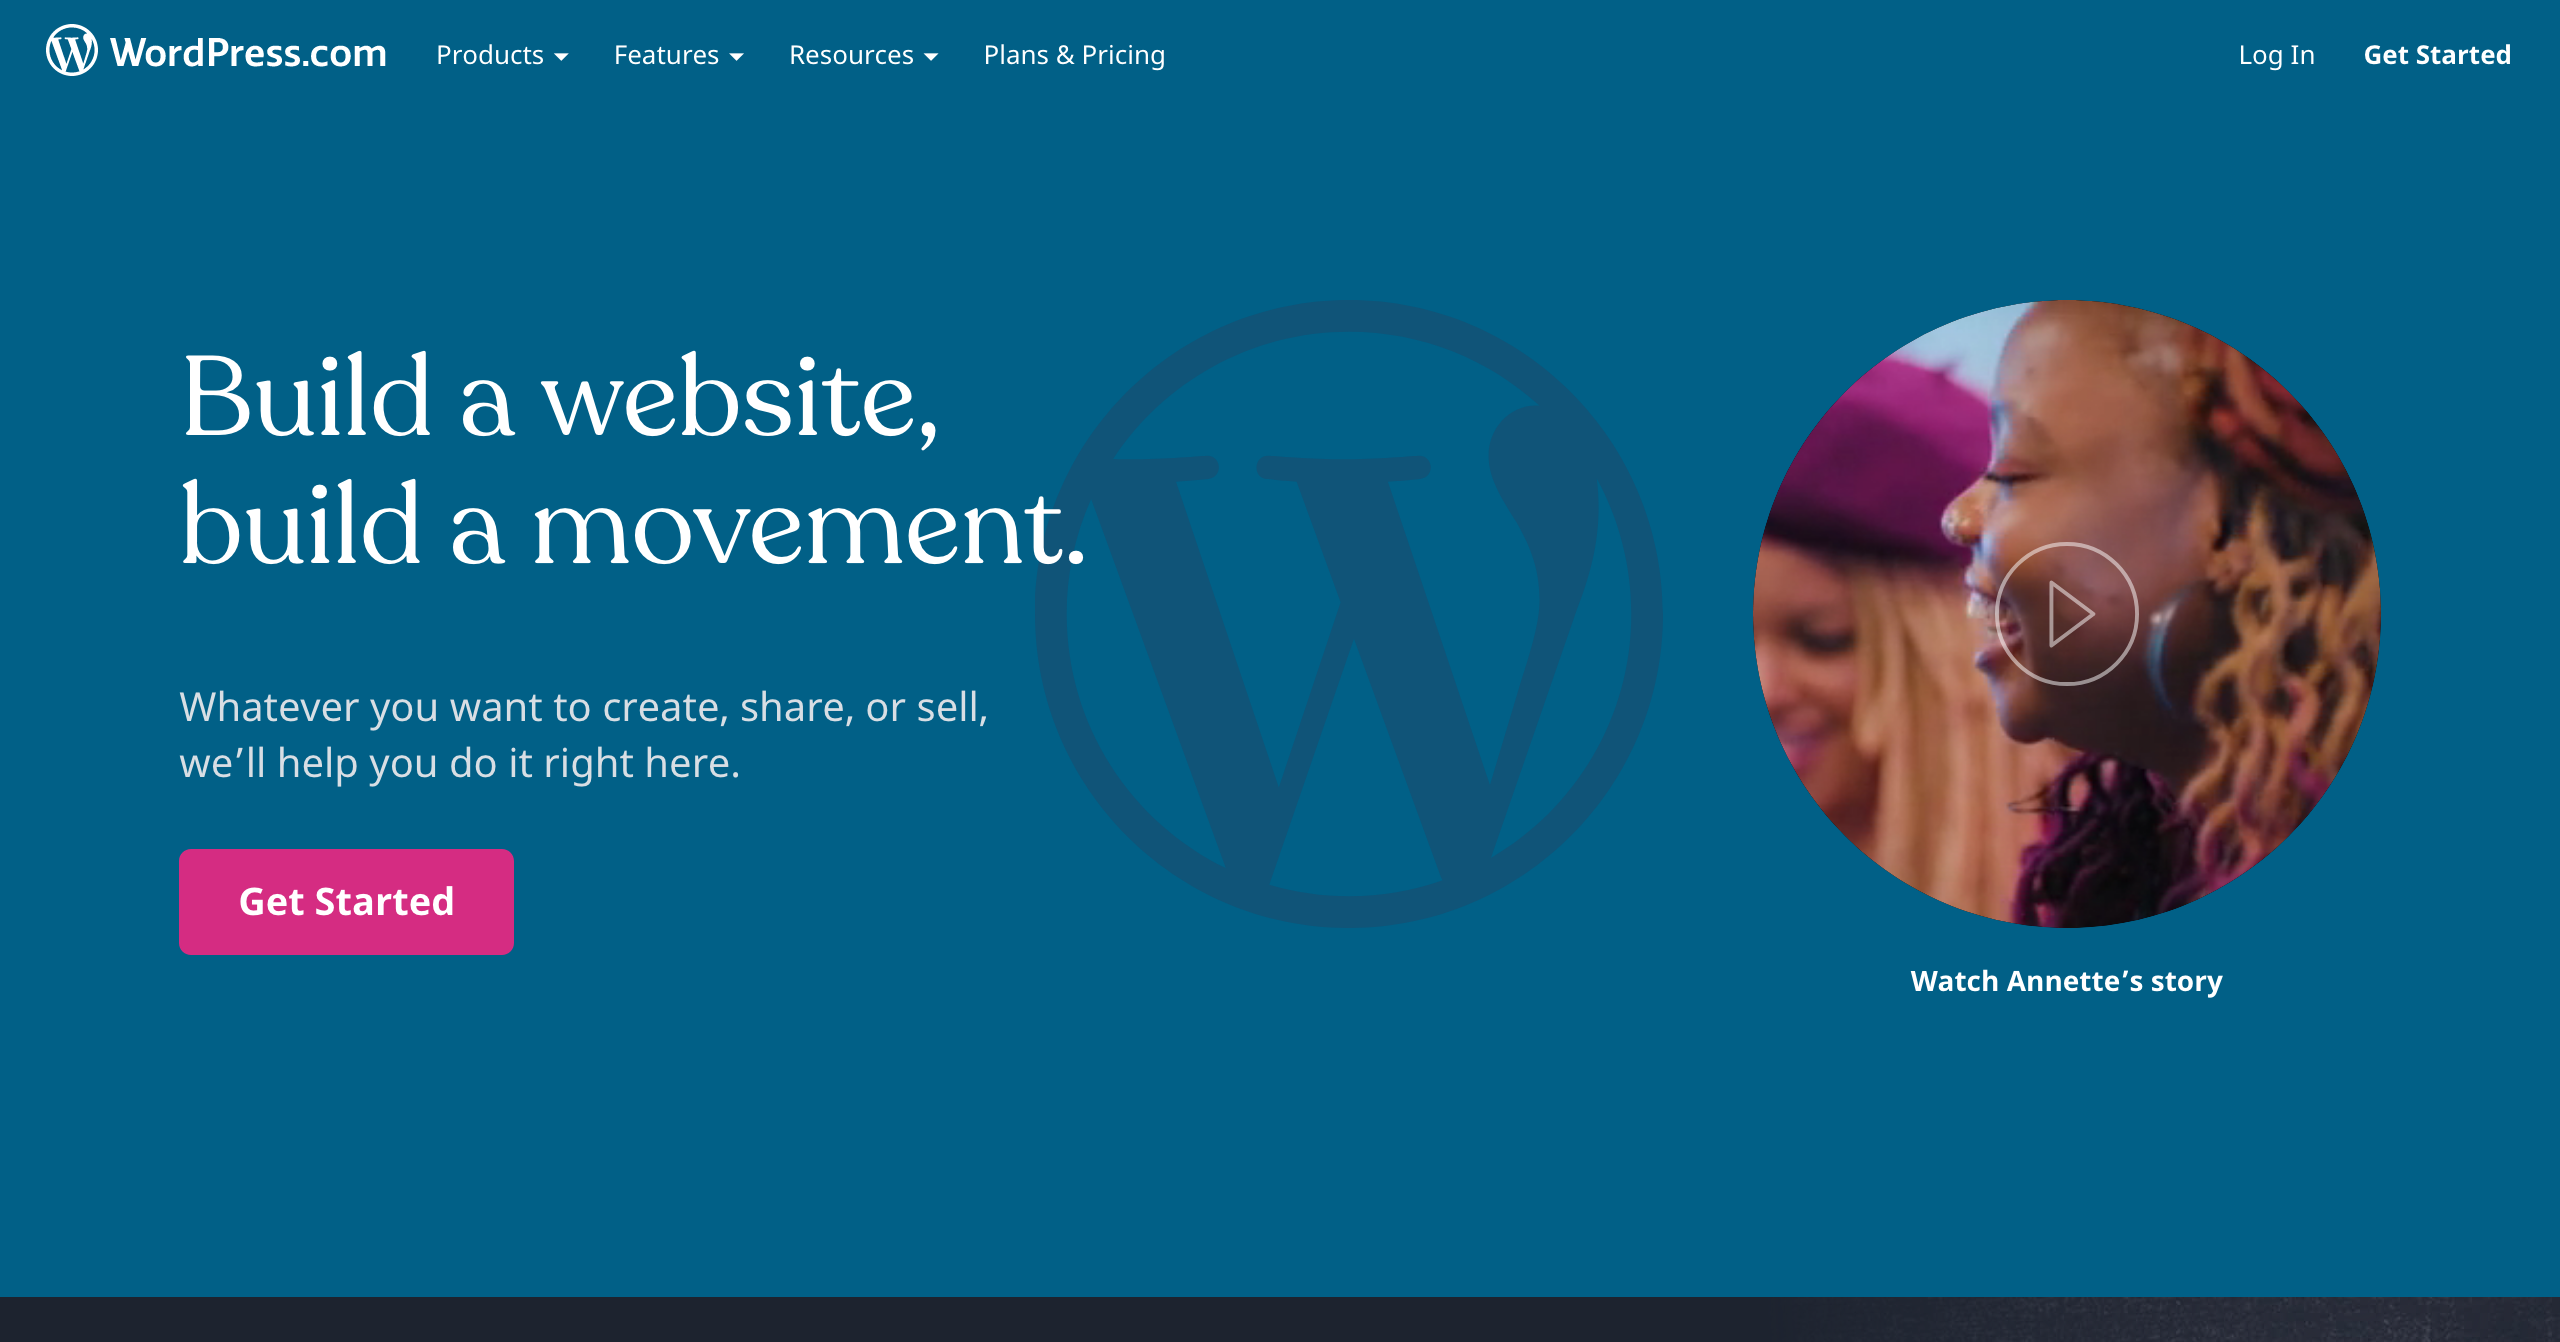 WordPress.com Products Features Resources Plans & Pricing Log In Get Started
Build a website,
build a movement.
Whatever you want to create, share, or sell,
we’ll help you do it right here.
Get Started
Watch Annette’s story